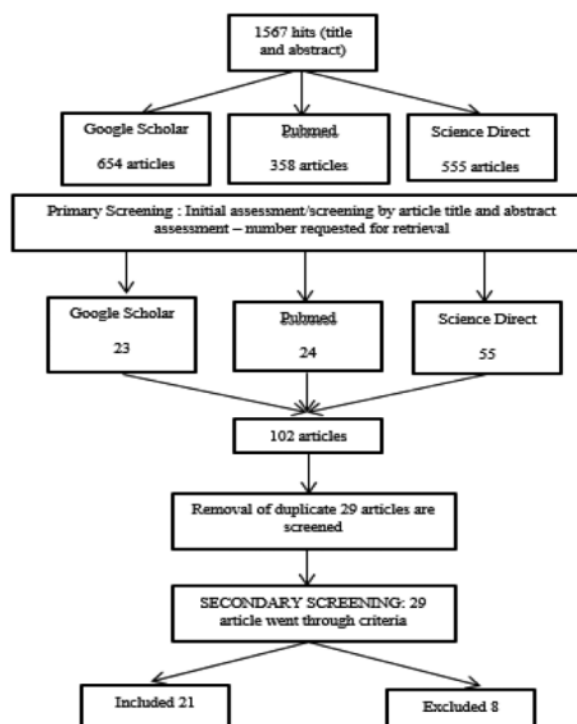 1567 hits (title
and abstract)
Google Scholar
654 articles
Pubmed
358 articles
Science Direct
555 articles
Primary Screening : Initial assessment/screening by article title and abstract
assessment – number requested for retrieval
Google Scholar
23
Pubmed
24
Science Direct
55
102 articles
Removal of duplicate 29 articles are
screened
SECONDARY SCREENING: 29
article went through criteria
Included 21
Excluded 8